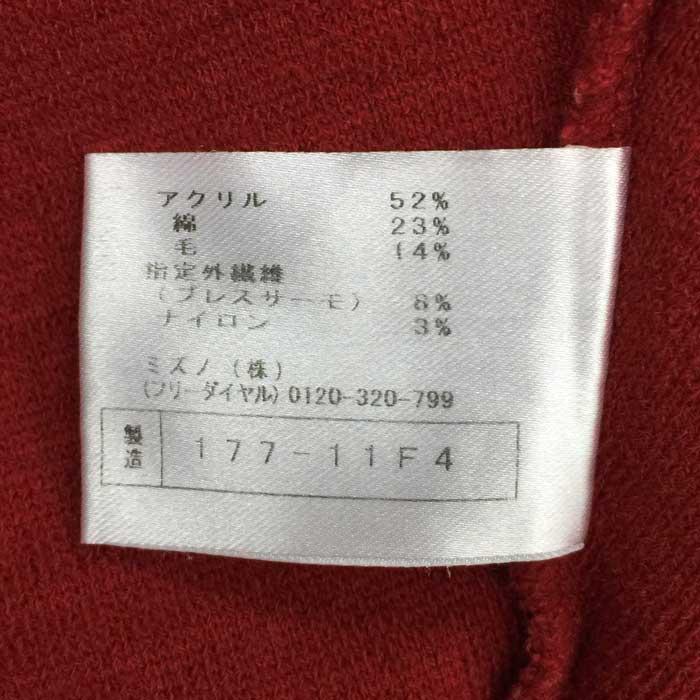 アクリル 52%
綿 23%
毛 14%
指定外繊維
(ブレスサーモ) 8%
ナイロン 3%
ミズノ(株)
(フリーダイヤル)0120-320-799
製造 177-11F4